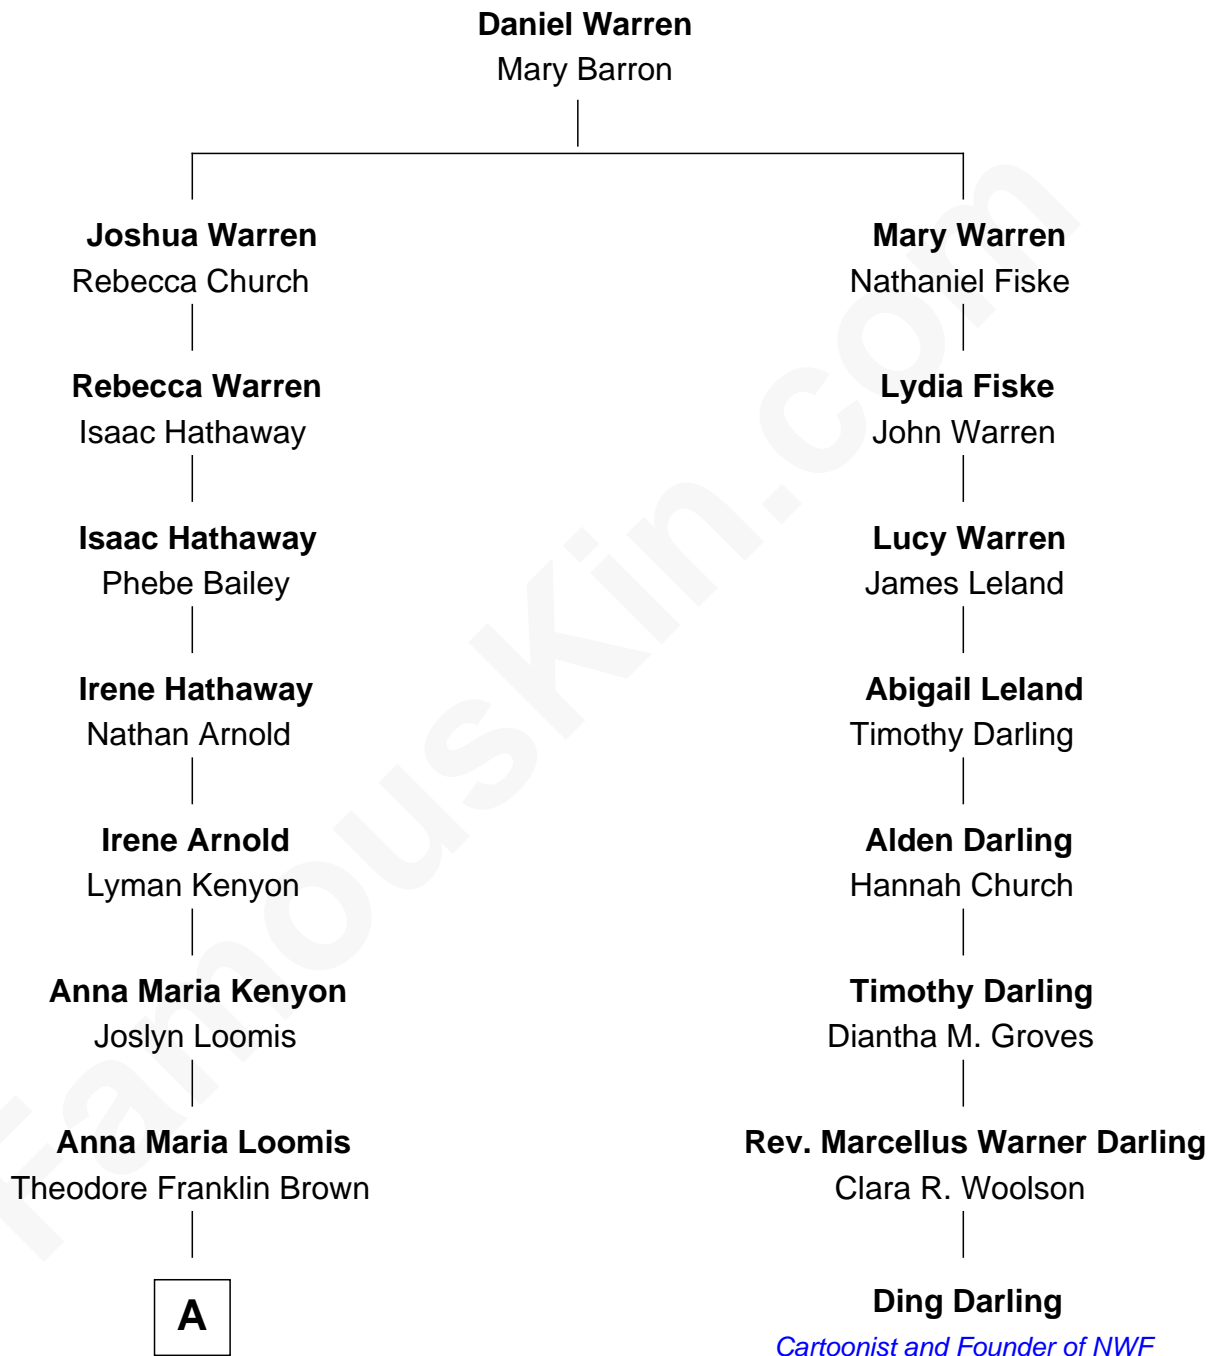 Daniel Warren
Mary Barron
Joshua Warren
Rebecca Church
Rebecca Warren
Isaac Hathaway
Isaac Hathaway
Phebe Bailey
Irene Hathaway
Nathan Arnold
Irene Arnold
Lyman Kenyon
Anna Maria Kenyon
Joslyn Loomis
Anna Maria Loomis
Theodore Franklin Brown
A
Mary Warren
Nathaniel Fiske
Lydia Fiske
John Warren
Lucy Warren
James Leland
Abigail Leland
Timothy Darling
Alden Darling
Hannah Church
Timothy Darling
Diantha M. Groves
Rev. Marcellus Warner Darling
Clara R. Woolson
Ding Darling
Cartoonist and Founder of NWF
FamousKin.com